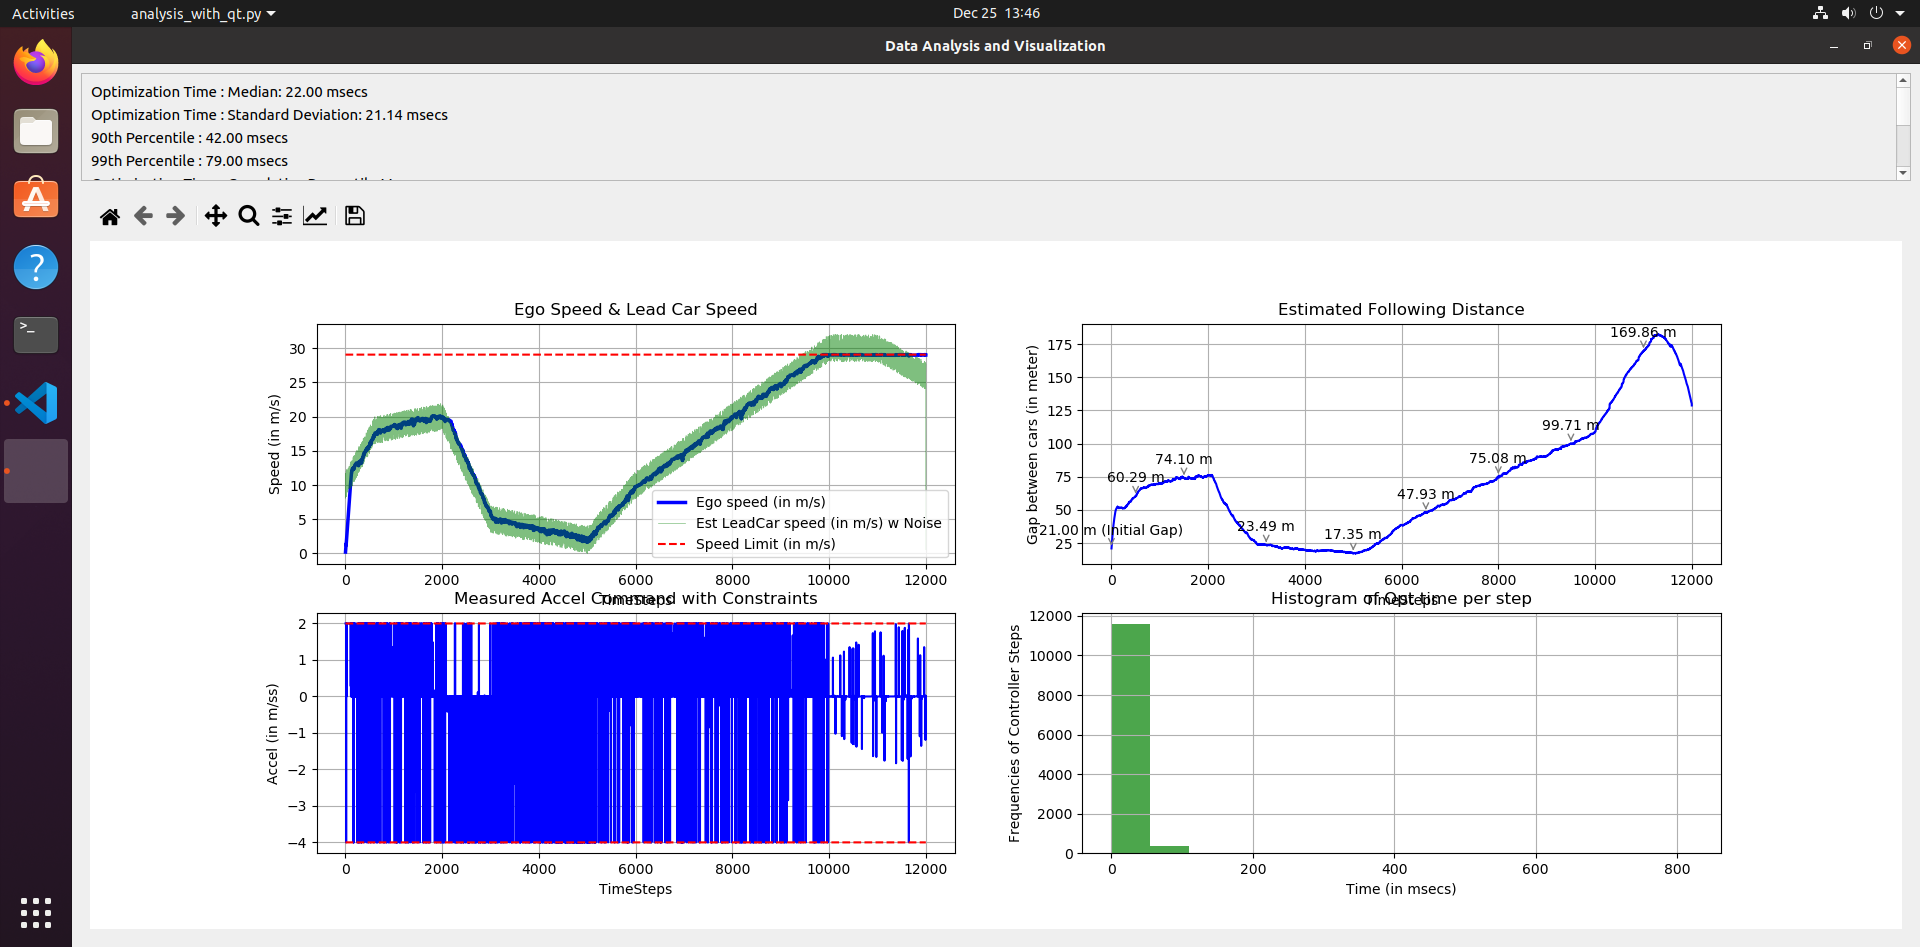 Activities
analysis_with_qt.py
Dec 25 13:46
Data Analysis and Visualization
Optimization Time : Median: 22.00 msecs
Optimization Time : Standard Deviation: 21.14 msecs
90th Percentile : 42.00 msecs
99th Percentile : 79.00 msecs
Ego Speed & Lead Car Speed
Speed (in m/s)
30
25
20
15
10
5
0
Ego speed (in m/s)
Est LeadCar speed (in m/s) w Noise
Speed Limit (in m/s)
0 2000 4000 6000 8000 10000 12000
TimeSteps
Estimated Following Distance
Gap between cars (in meter)
175
150
125
100
75
50
25
21.00 m (Initial Gap)
60.29 m
74.10 m
23.49 m
17.35 m
47.93 m
75.08 m
99.71 m
169.86 m
0 2000 4000 6000 8000 10000 12000
TimeSteps
Measured Accel Command with Constraints
Accel (in m/ss)
2
1
0
−1
−2
−3
−4
0 2000 4000 6000 8000 10000 12000
TimeSteps
Histogram of Opt time per step
Frequencies of Controller Steps
12000
10000
8000
6000
4000
2000
0
0 200 400 600 800
Time (in msecs)